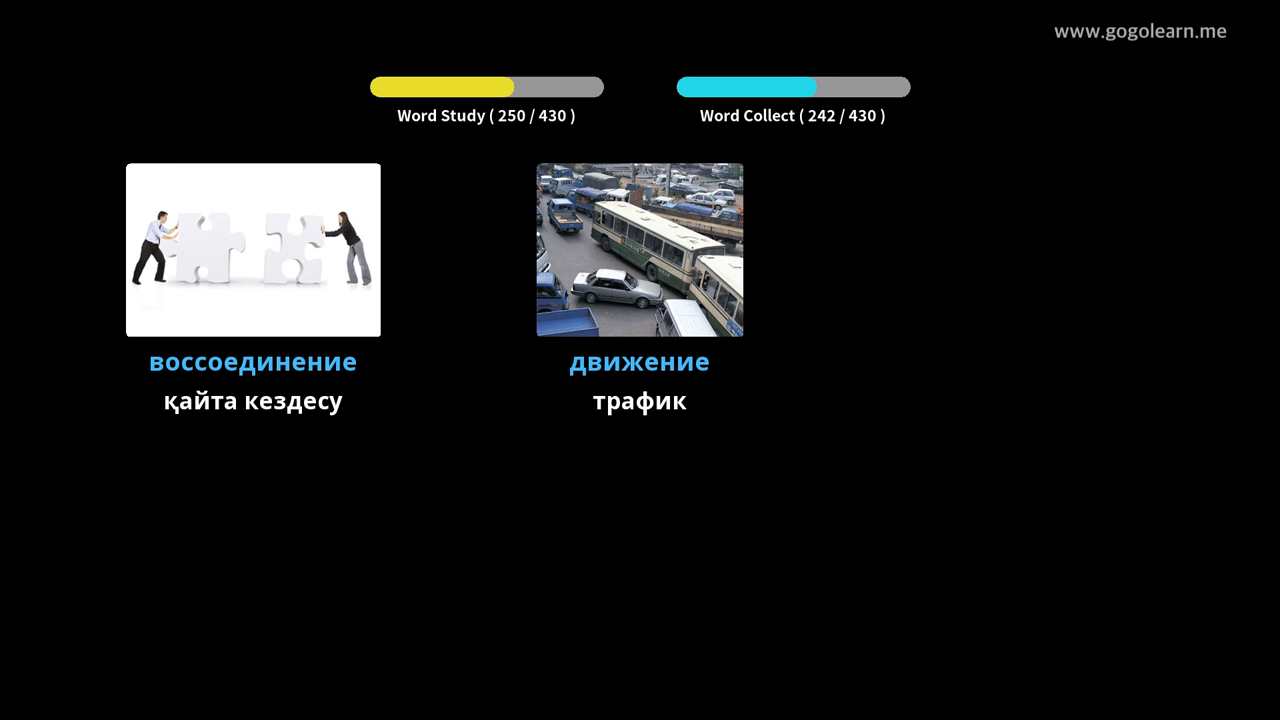 www.gogolearn.me
Word Study ( 250 / 430 )
Word Collect ( 242 / 430 )
воссоединение
қайта кездесу
движение
трафик